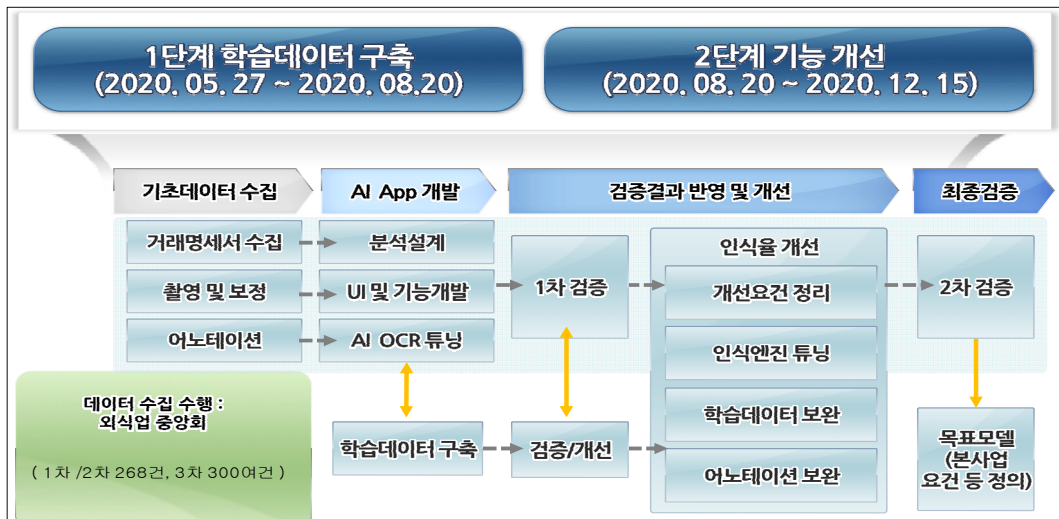 1단계 학습데이터 구축
(2020. 05. 27 ~ 2020. 08.20)
2단계 기능 개선
(2020. 08. 20 ~ 2020. 12. 15)
기초데이터 수집
AI App 개발
검증결과 반영 및 개선
최종검증
거래명세서 수집
분석설계
촬영 및 보정
UI 및 기능개발
어노테이션
AI OCR 튜닝
1차 검증
인식율 개선
개선요건 정리
인식엔진 튜닝
학습데이터 보완
어노테이션 보완
2차 검증
데이터 수집 수행 :
외식업 중앙회
( 1차 /2차 268건, 3차 300여건 )
학습데이터 구축
검증/개선
목표모델
(본사업
요건 등 정의)